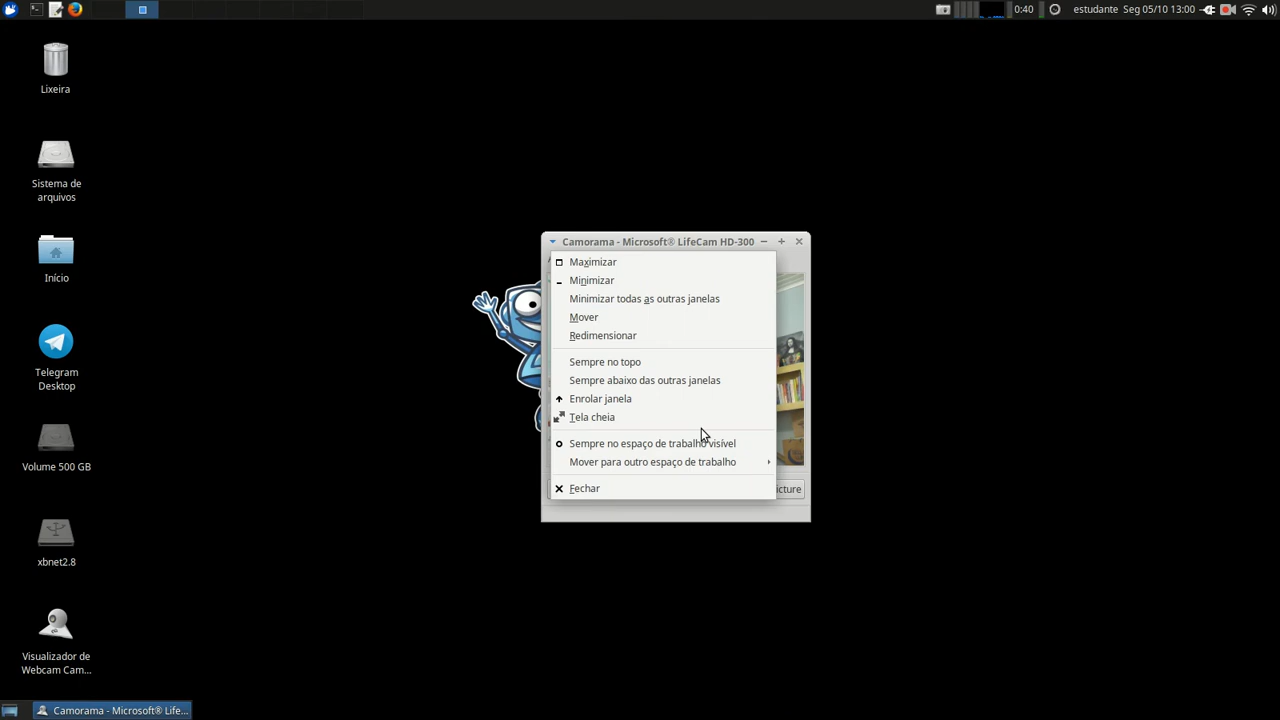 0:40 estudante Seg 05/10 13:00
Lixeira
Sistema de
arquivos
Início
Telegram
Desktop
Volume 500 GB
xbnet2.8
Visualizador de
Webcam Cam...
Camorama - Microsoft® LifeCam HD-300
Maximizar
Minimizar
Minimizar todas as outras janelas
Mover
Redimensionar
Sempre no topo
Sempre abaixo das outras janelas
Enrolar janela
Tela cheia
Sempre no espaço de trabalho visível
Mover para outro espaço de trabalho
Fechar
icture
Camorama - Microsoft® Life...